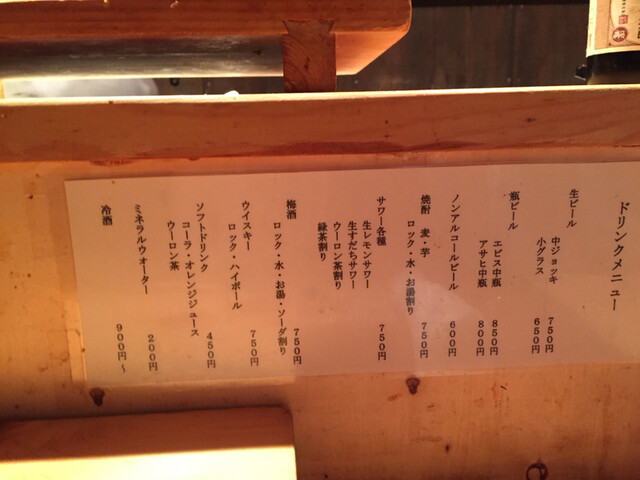 ドリンクメニュー
生ビール
中ジョッキ 750円
小グラス 650円
瓶ビール
エビス中瓶 850円
アサヒ中瓶 800円
ノンアルコールビール 600円
焼酎 麦・芋
ロック・水・お湯割り 750円
サワー各種 750円
生レモンサワー
生すだちサワー
ウーロン茶割り
緑茶割り
梅酒
ロック・水・お湯・ソーダ割り 750円
ウイスキー
ロック・ハイボール 750円
ソフトドリンク 450円
コーラ・オレンジジュース
ウーロン茶
ミネラルウォーター 200円
冷酒 900円〜